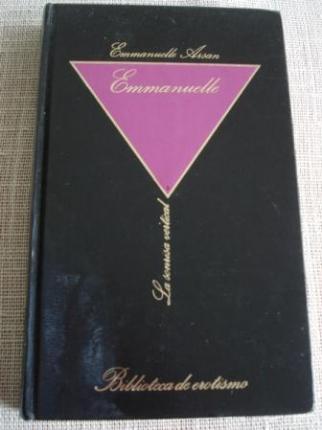 Emmanuelle Arsan
Emmanuelle
La sonrisa vertical
Biblioteca de erotismo